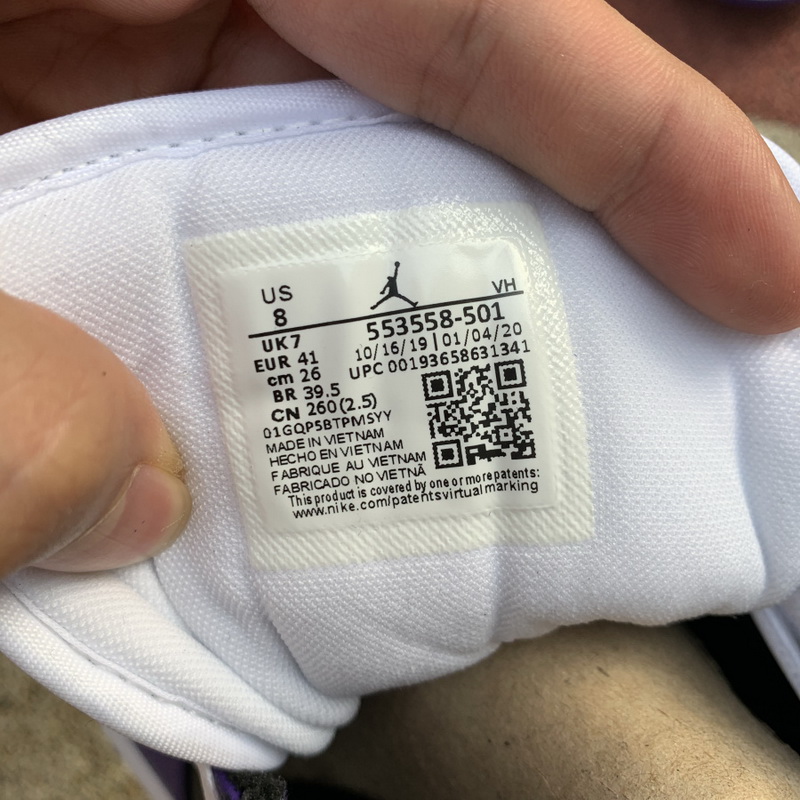 US
8
VH
UK7
553558-501
EUR 41
10/16/19 | 01/04/20
cm 26
UPC 00193658631341
BR 39.5
CN 260(2.5)
01GQP5BTPMSYY
MADE IN VIETNAM
HECHO EN VIETNAM
FABRIQUE AU VIETNAM
FABRICADO NO VIETNÃ
This product is covered by one or more patents:
www.nike.com/patentsvirtualmarking